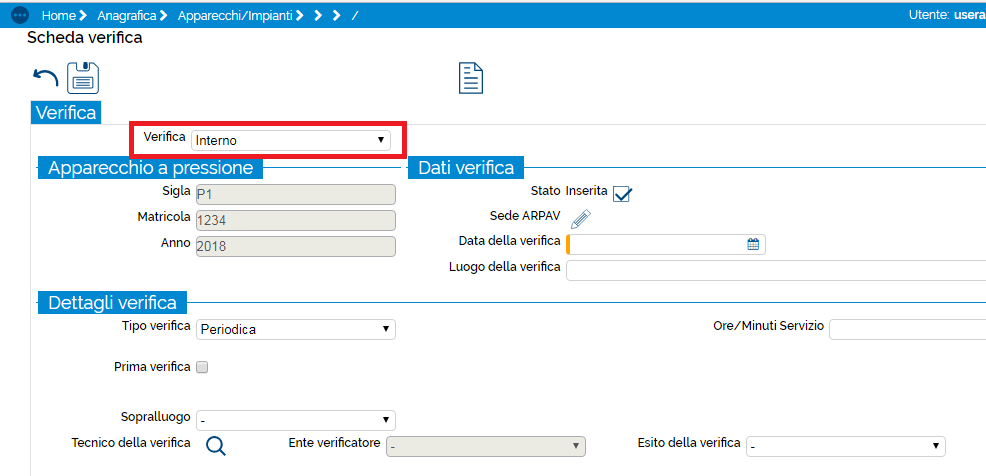 Home Anagrafica Apparecchi/Impianti / Utente: usera
Scheda verifica
Verifica
Verifica Interno
Apparecchio a pressione Dati verifica
Sigla P1 Stato Inserita
Matricola 1234 Sede ARPAV
Anno 2018 Data della verifica
Luogo della verifica
Dettagli verifica
Tipo verifica Periodica Ore/Minuti Servizio
Prima verifica
Sopralluogo -
Tecnico della verifica Ente verificatore - Esito della verifica -